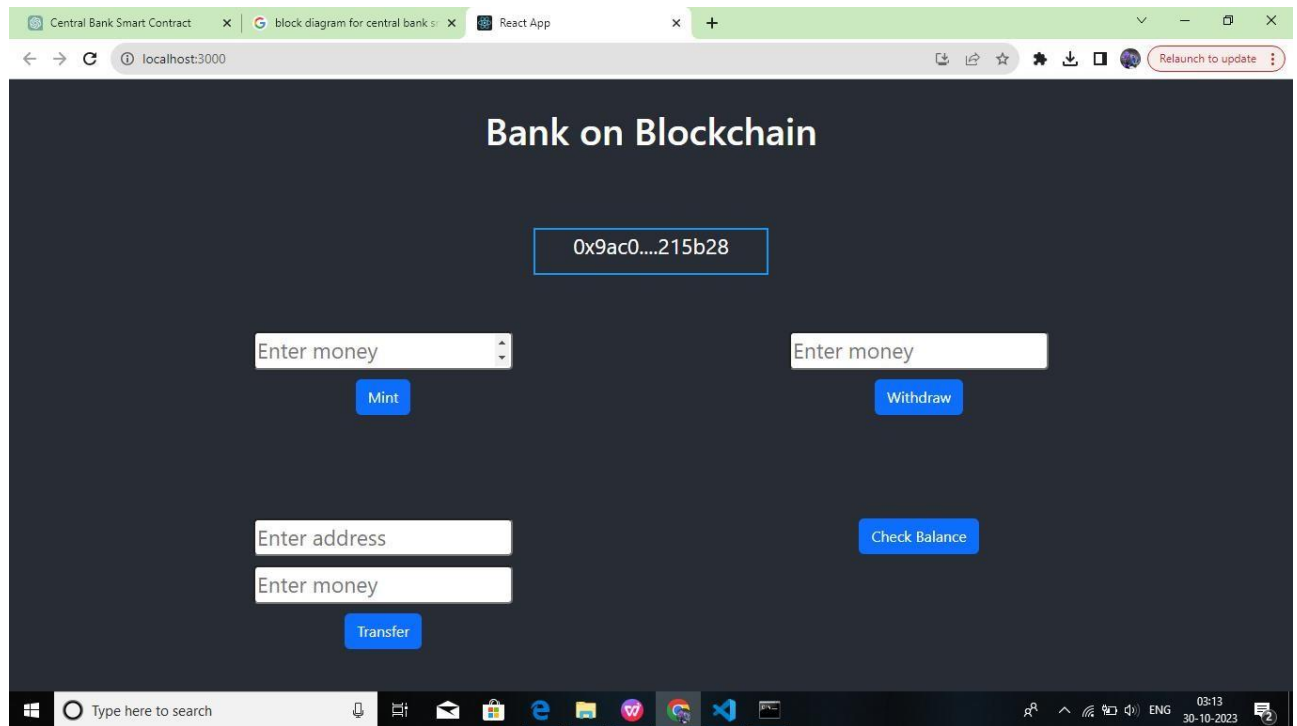 Central Bank Smart Contract
block diagram for central bank s
React App
localhost:3000
Relaunch to update
Bank on Blockchain
0x9ac0....215b28
Enter money
Enter money
Mint
Withdraw
Enter address
Check Balance
Enter money
Transfer
Type here to search
ENG
03:13
30-10-2023
2